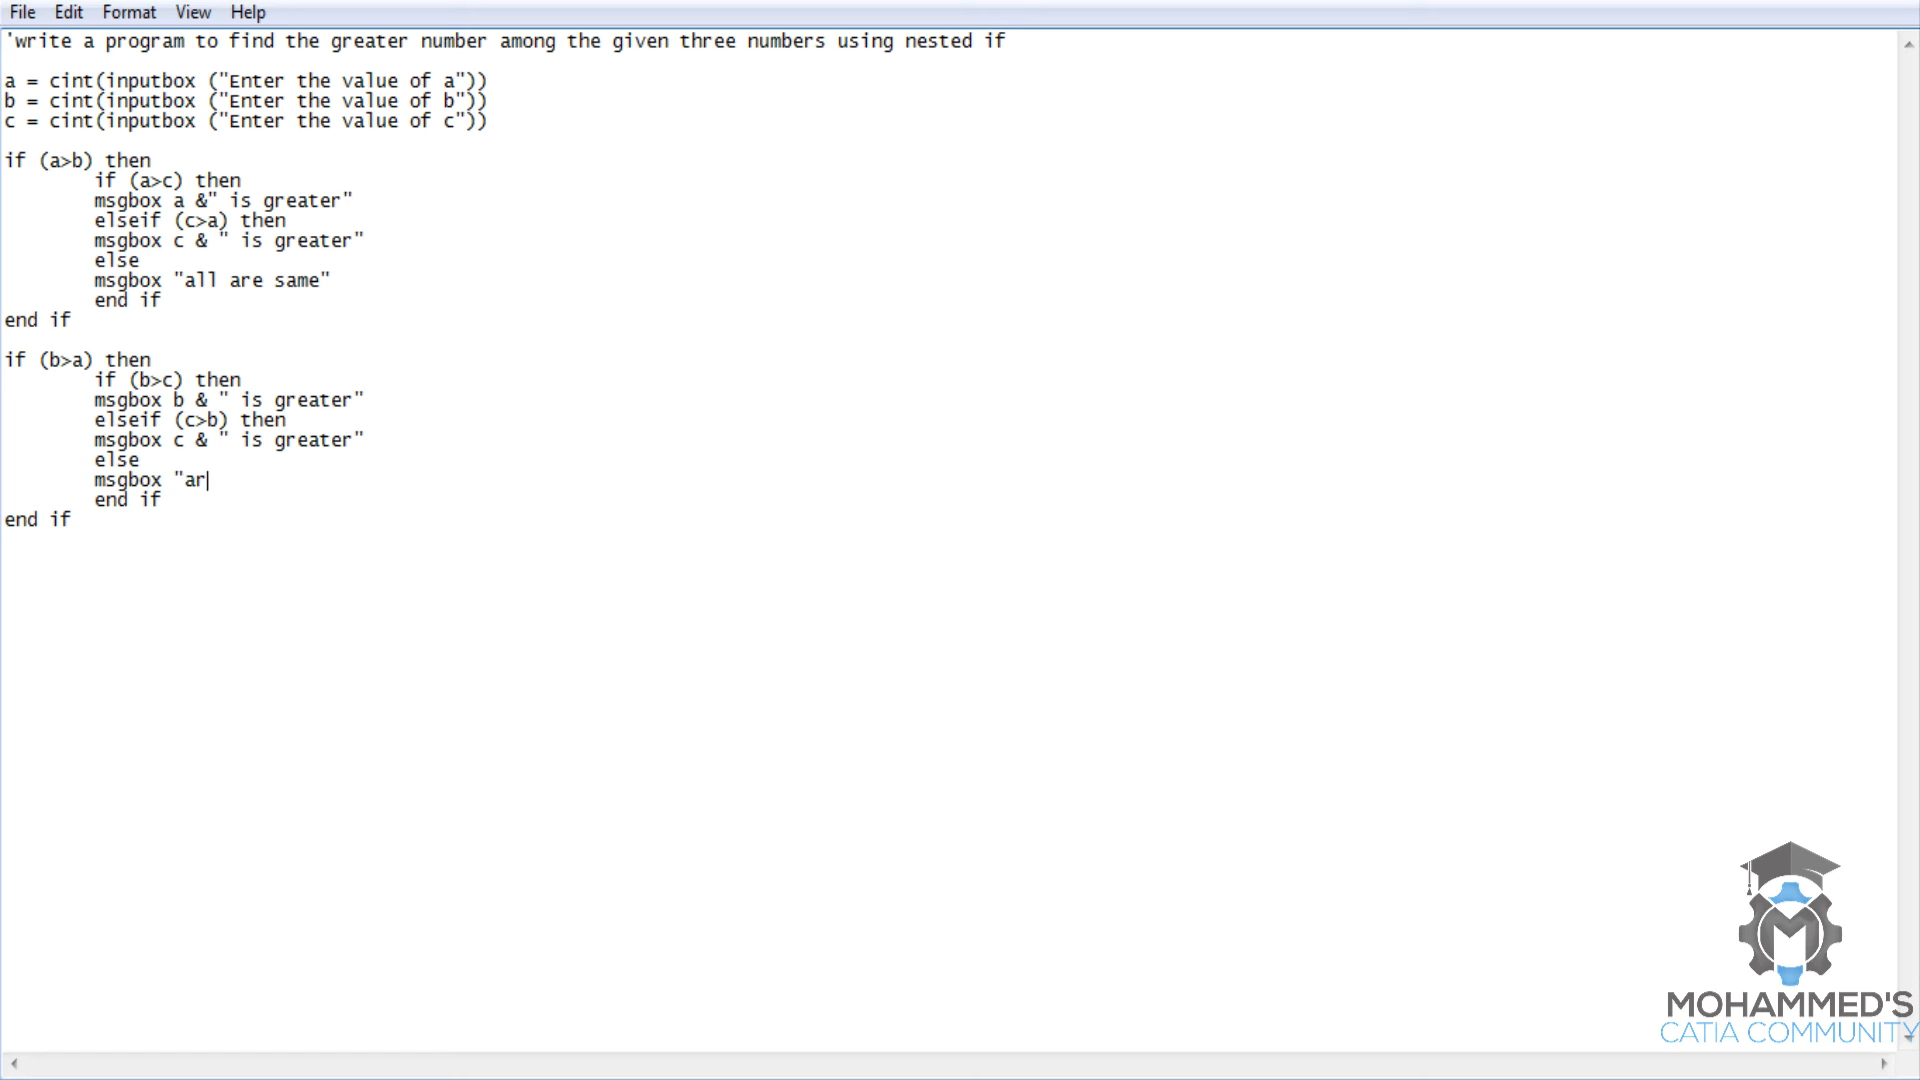 File Edit Format View Help
'write a program to find the greater number among the given three numbers using nested if
a = cint(inputbox ("Enter the value of a"))
b = cint(inputbox ("Enter the value of b"))
c = cint(inputbox ("Enter the value of c"))
if (a>b) then
if (a>c) then
msgbox a &" is greater"
elseif (c>a) then
msgbox c & " is greater"
else
msgbox "all are same"
end if
end if
if (b>a) then
if (b>c) then
msgbox b & " is greater"
elseif (c>b) then
msgbox c & " is greater"
else
msgbox "ar
end if
end if
MOHAMMED'S
CATIA COMMUNITY